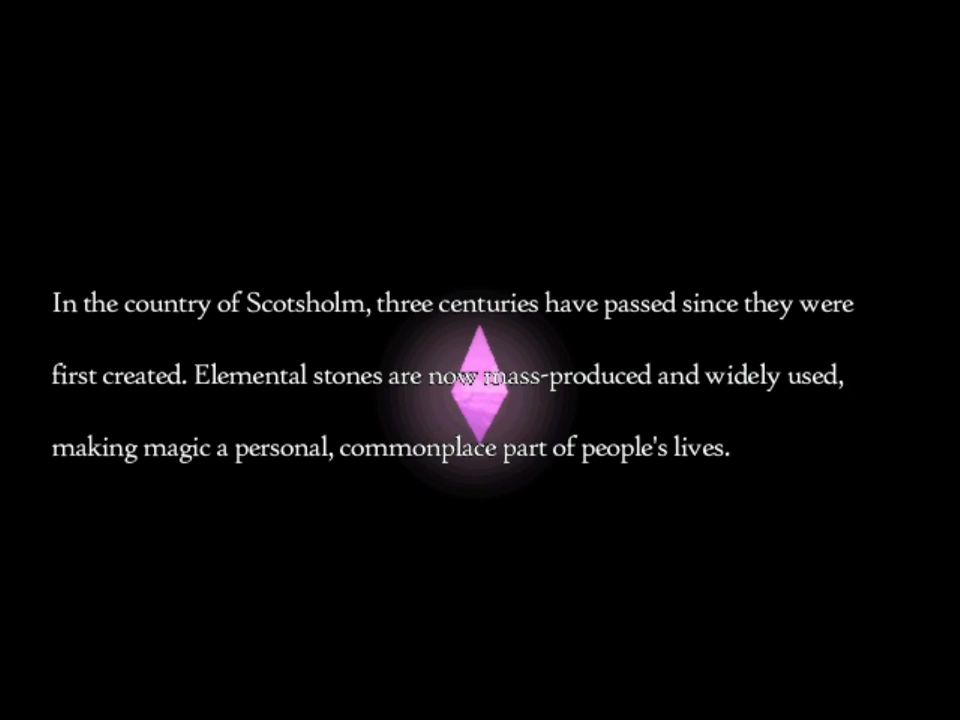 In the country of Scotsholm, three centuries have passed since they were
first created. Elemental stones are now mass-produced and widely used,
making magic a personal, commonplace part of people's lives.